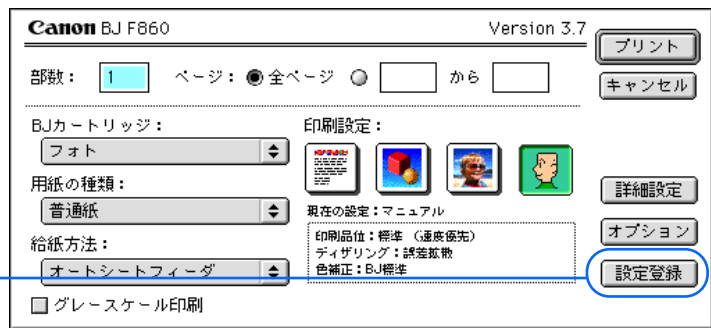 Canon BJ F860 Version 3.7
プリント
部数： 1 ページ： 全ページ から
キャンセル
BJカートリッジ：
フォト
用紙の種類：
普通紙
給紙方法：
オートシートフィーダ
グレースケール印刷
印刷設定：
現在の設定：マニュアル
印刷品位：標準 （速度優先）
ディザリング：誤差拡散
色補正：BJ標準
詳細設定
オプション
設定登録